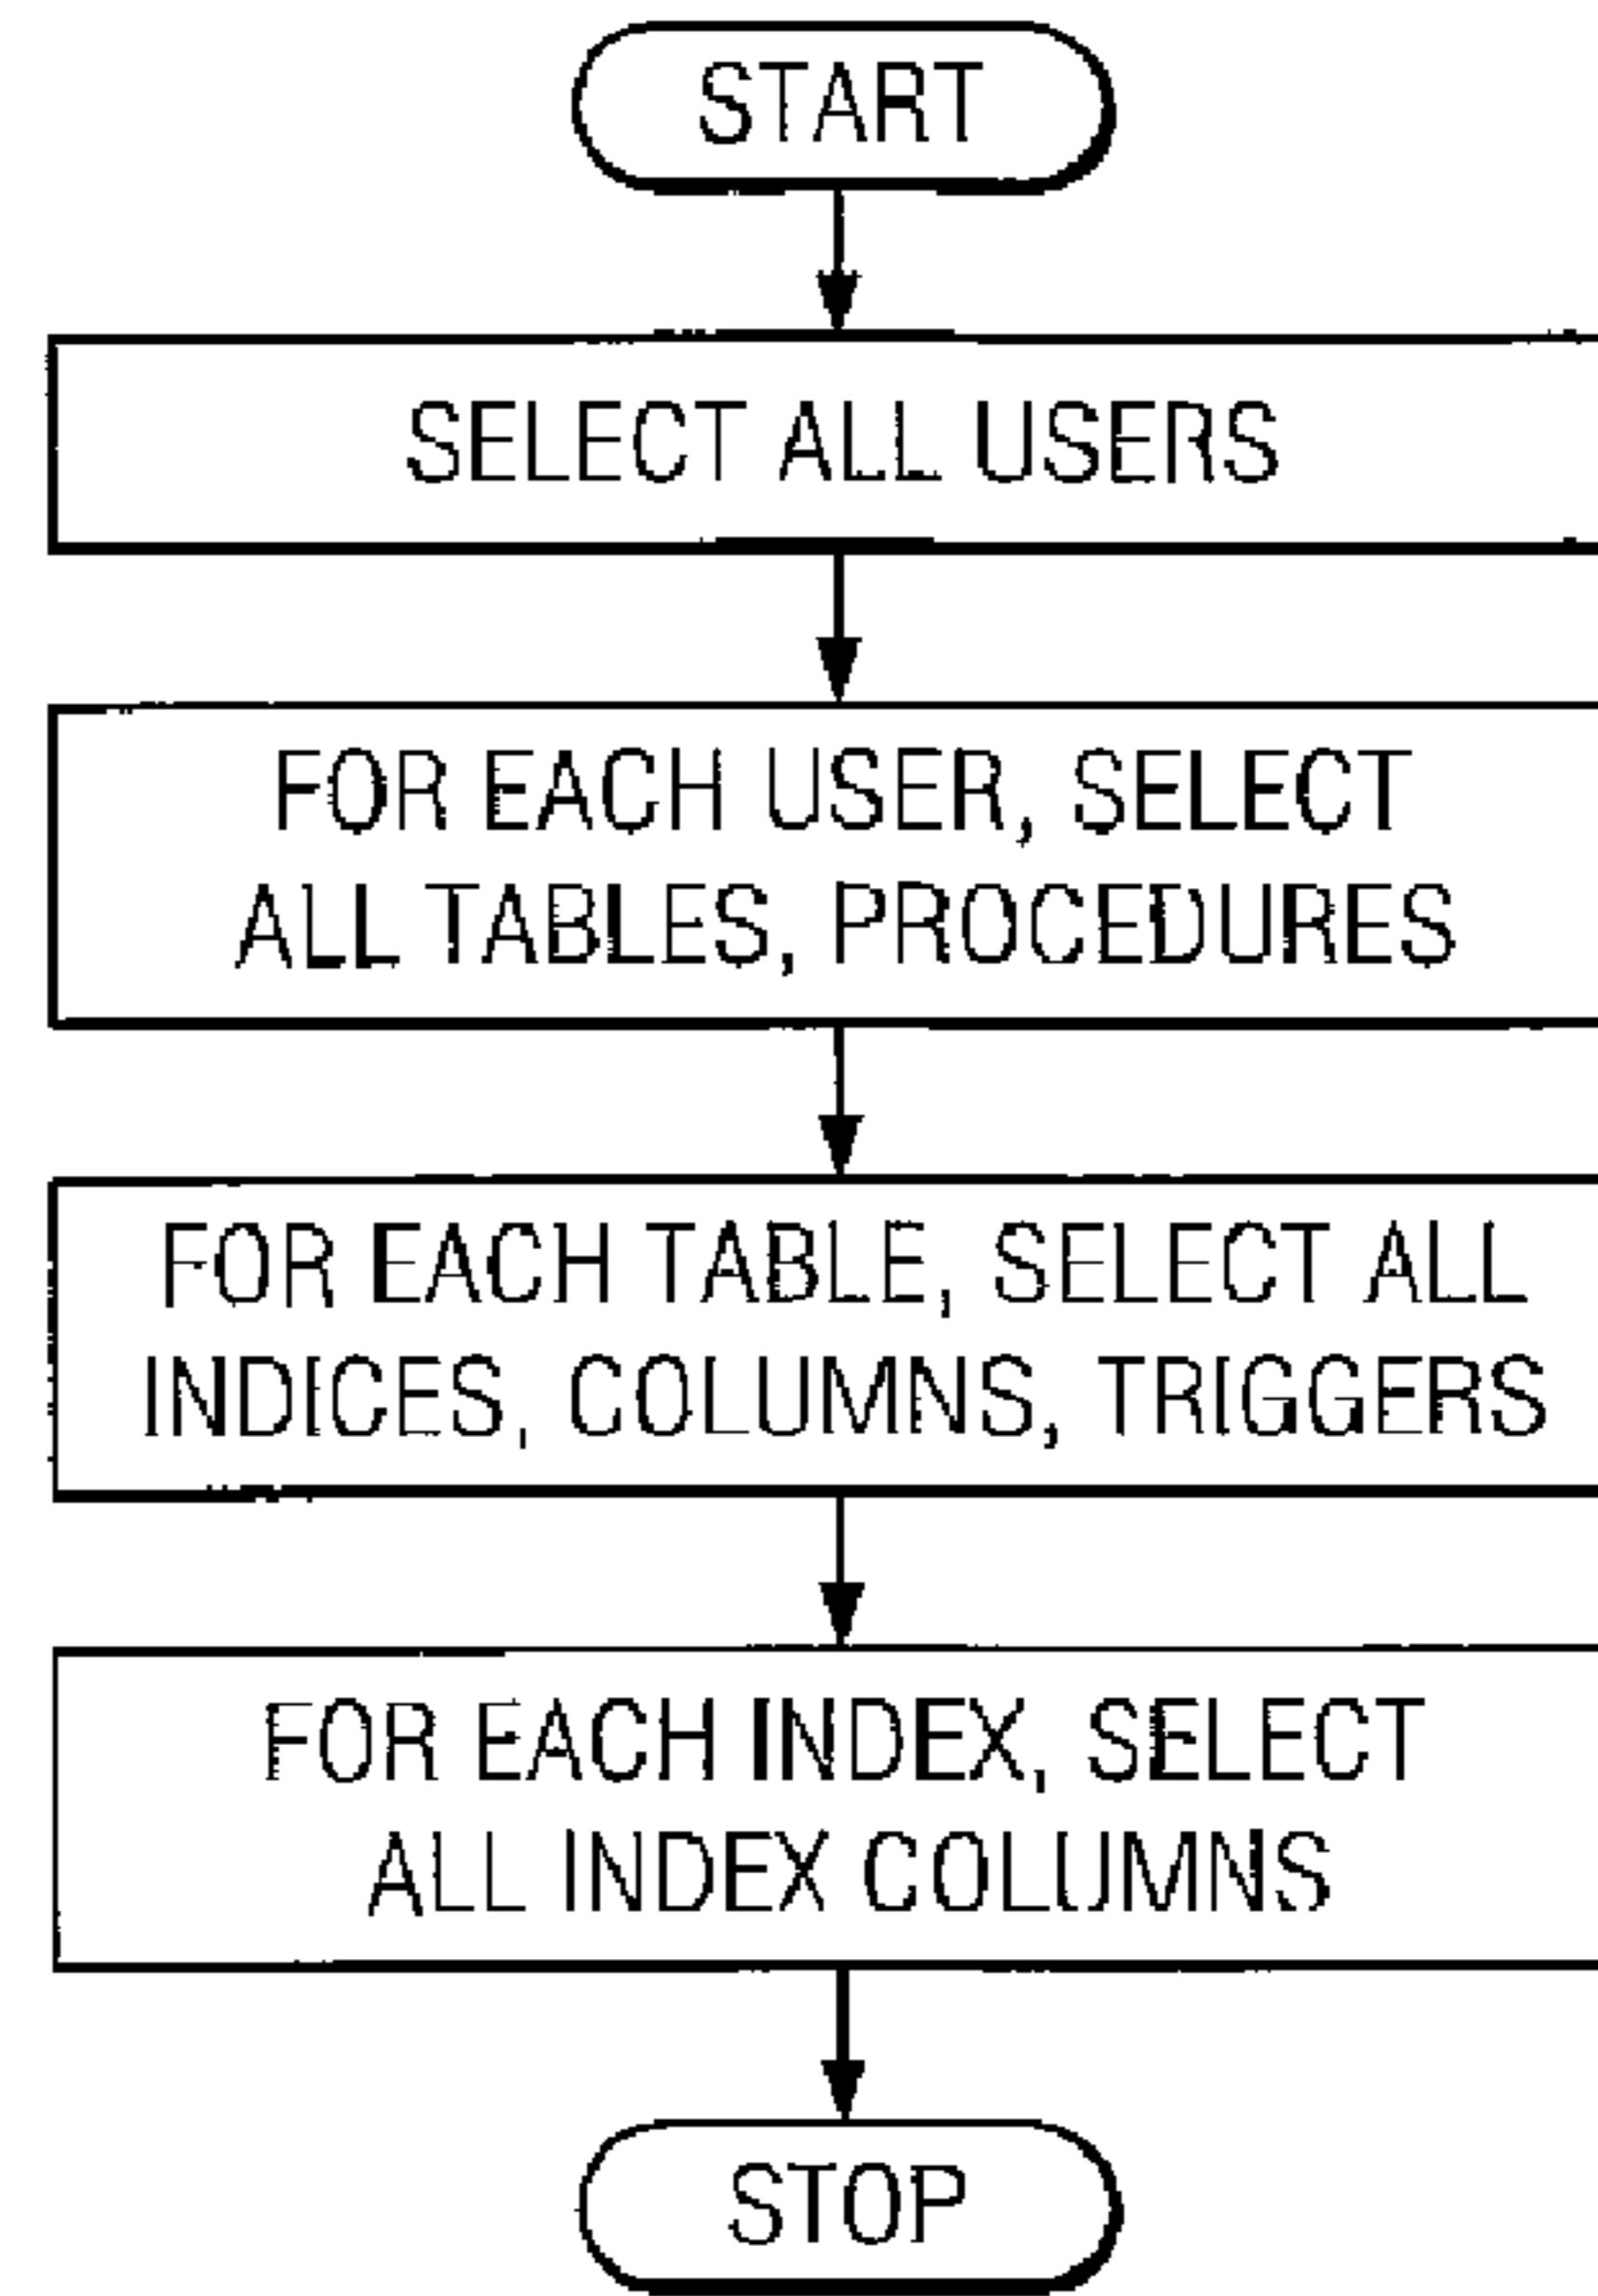 START
SELECT ALL USERS
FOR EACH USER, SELECT
ALL TABLES, PROCEDURES
FOR EACH TABLE, SELECT ALL
INDICES, COLUMNS, TRIGGERS
FOR EACH INDEX, SELECT
ALL INDEX COLUMNS
STOP